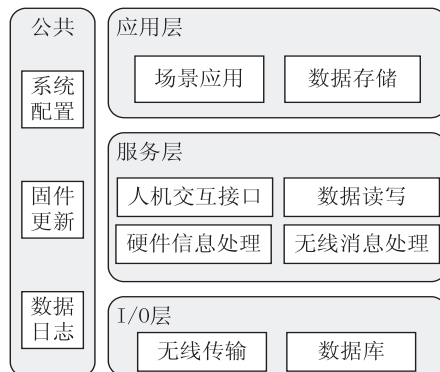 公共
系统
配置
固件
更新
数据
日志
应用层
场景应用
数据存储
服务层
人机交互接口
数据读写
硬件信息处理
无线消息处理
I/O层
无线传输
数据库